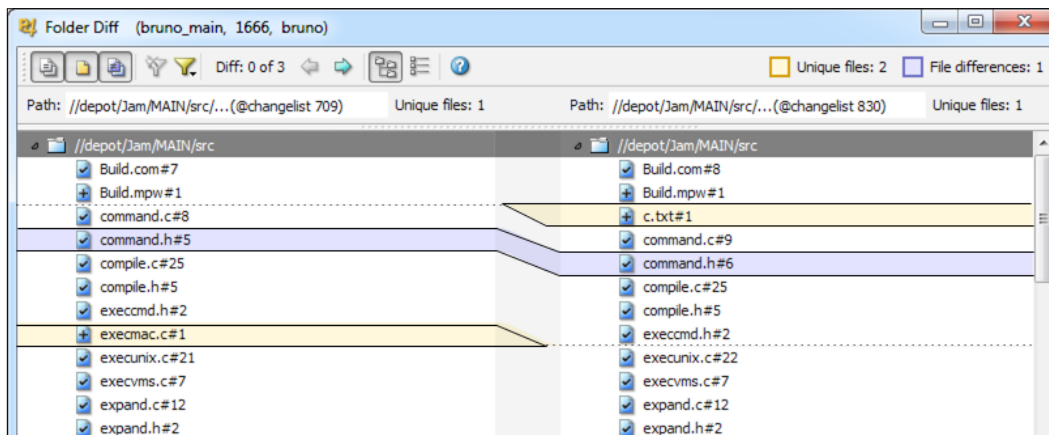 Folder Diff (bruno_main, 1666, bruno)
Diff: 0 of 3 Unique files: 2 File differences: 1
Path: //depot/Jam/MAIN/src/...(@changelist 709) Unique files: 1 Path: //depot/Jam/MAIN/src/...(@changelist 830) Unique files: 1
//depot/Jam/MAIN/src //depot/Jam/MAIN/src
Build.com#7 Build.com#8
Build.mpw#1 Build.mpw#1
command.c#8 c.txt#1
command.h#5 command.c#9
compile.c#25 command.h#6
compile.h#5 compile.c#25
execcmd.h#2 compile.h#5
execmac.c#1 execcmd.h#2
execunix.c#21 execunix.c#22
execvms.c#7 execvms.c#7
expand.c#12 expand.c#12
expand.h#2 expand.h#2